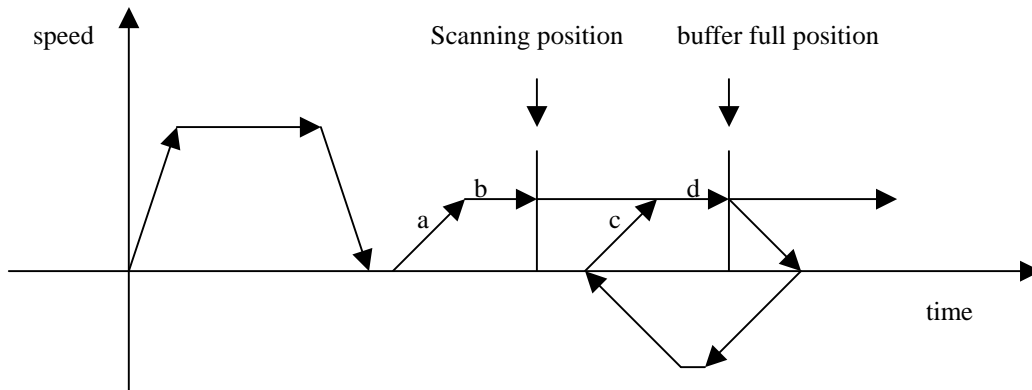 speed
Scanning position
buffer full position
b
d
a
c
time